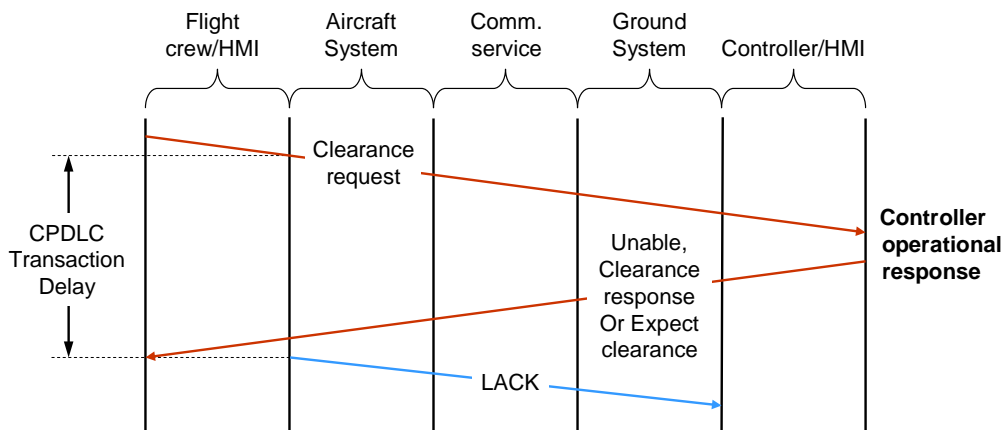 Flight
crew/HMI
Aircraft
System
Comm.
service
Ground
System
Controller/HMI
Clearance
request
CPDLC
Transaction
Delay
Unable,
Clearance
response
Or Expect
clearance
Controller
operational
response
LACK